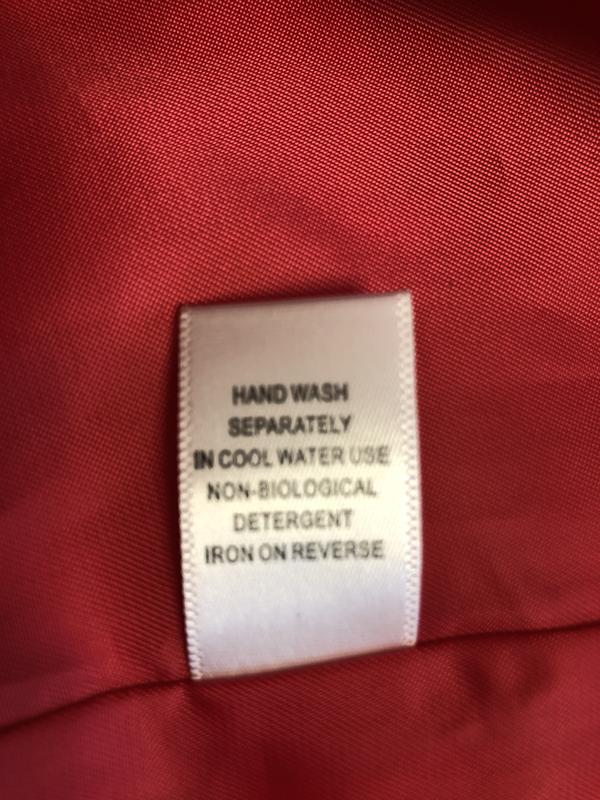 HAND WASH
SEPARATELY
IN COOL WATER USE
NON-BIOLOGICAL
DETERGENT
IRON ON REVERSE